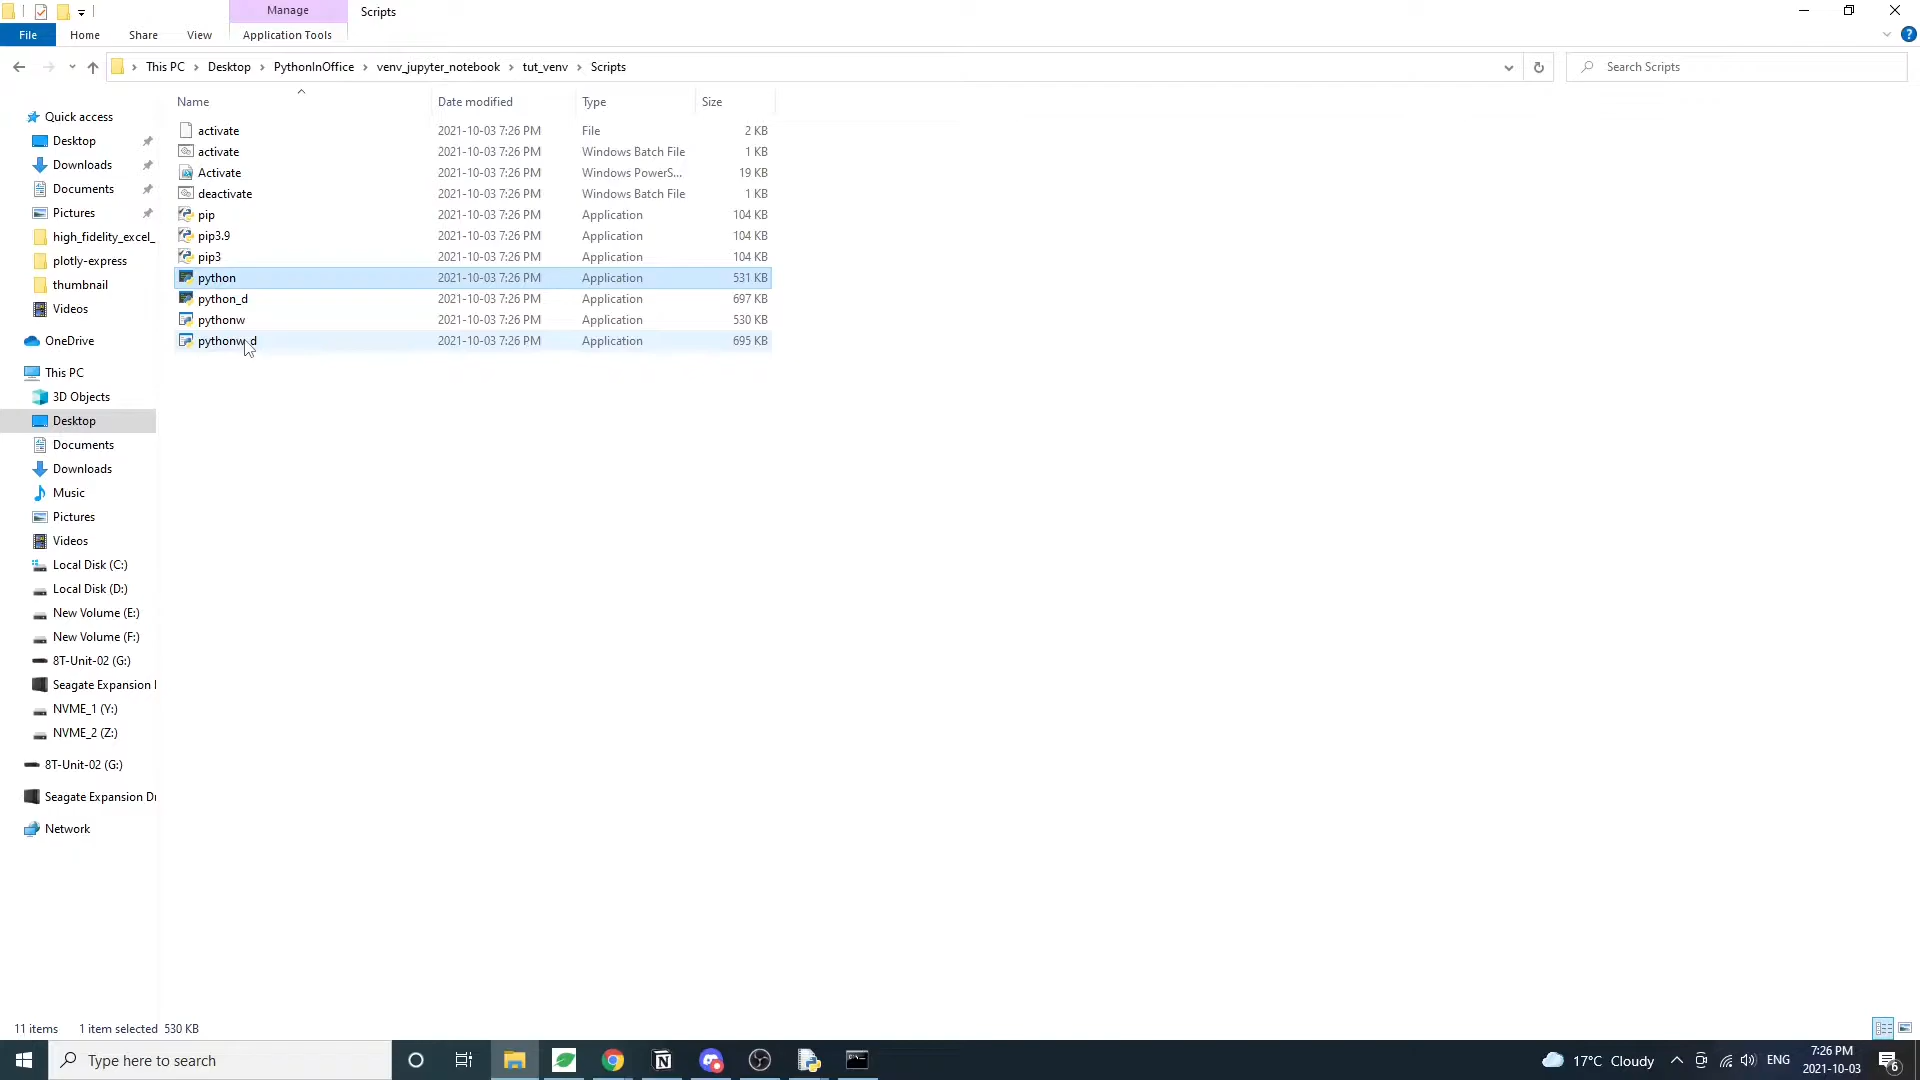 Manage
Scripts
File
Home
Share
View
Application Tools
This PC
Desktop
PythonInOffice
venv_jupyter_notebook
tut_venv
Scripts
Search Scripts
Name
Date modified
Type
Size
activate 2021-10-03 7:26 PM File 2 KB
activate 2021-10-03 7:26 PM Windows Batch File 1 KB
Activate 2021-10-03 7:26 PM Windows PowerS... 19 KB
deactivate 2021-10-03 7:26 PM Windows Batch File 1 KB
pip 2021-10-03 7:26 PM Application 104 KB
pip3.9 2021-10-03 7:26 PM Application 104 KB
pip3 2021-10-03 7:26 PM Application 104 KB
python 2021-10-03 7:26 PM Application 531 KB
python_d 2021-10-03 7:26 PM Application 697 KB
pythonw 2021-10-03 7:26 PM Application 530 KB
pythonw_d 2021-10-03 7:26 PM Application 695 KB
Quick access
Desktop
Downloads
Documents
Pictures
high_fidelity_excel_
plotly-express
thumbnail
Videos
OneDrive
This PC
3D Objects
Desktop
Documents
Downloads
Music
Pictures
Videos
Local Disk (C:)
Local Disk (D:)
New Volume (E:)
New Volume (F:)
8T-Unit-02 (G:)
Seagate Expansion
NVME_1 (Y:)
NVME_2 (Z:)
8T-Unit-02 (G:)
Seagate Expansion Dr
Network
11 items
1 item selected 530 KB
Type here to search
17°C Cloudy
ENG
7:26 PM
2021-10-03
6